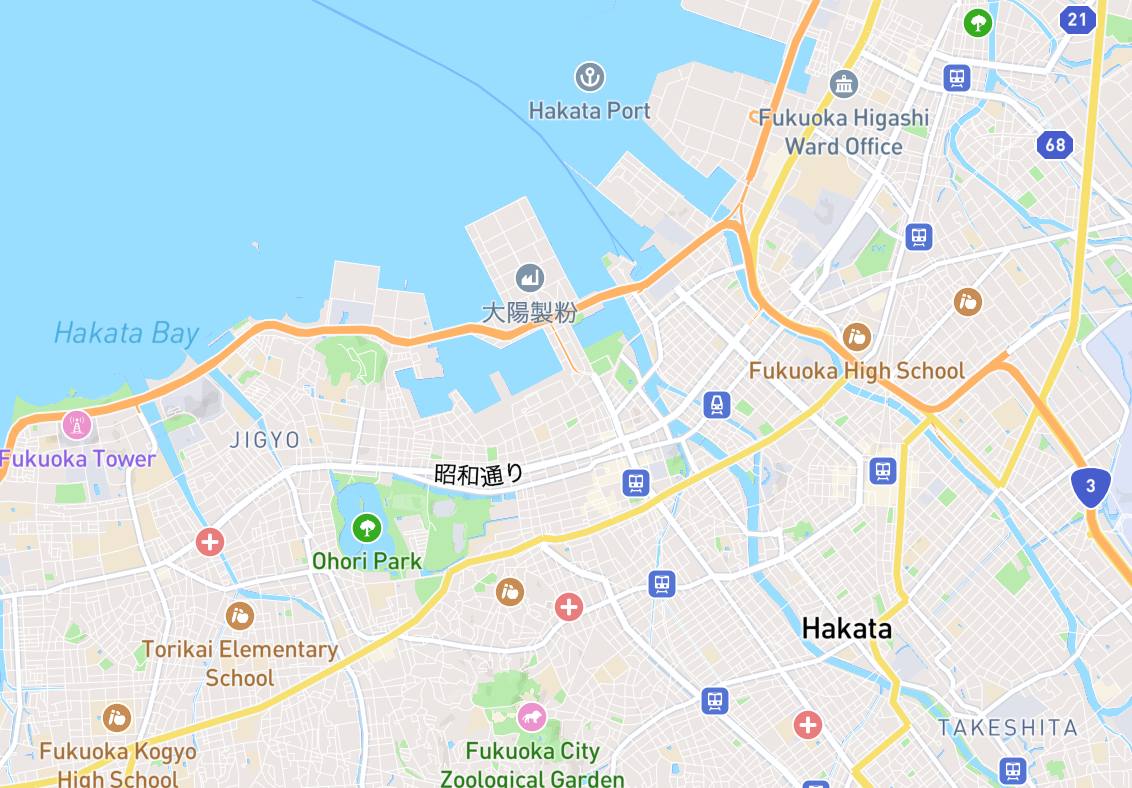 21
Hakata Port
Fukuoka Higashi
Ward Office
68
大陽製粉
Hakata Bay
Fukuoka High School
JIGYO
Fukuoka Tower
昭和通り
3
Ohori Park
Hakata
Torikai Elementary
School
TAKESHITA
Fukuoka Kogyo
High School
Fukuoka City
Zoological Garden